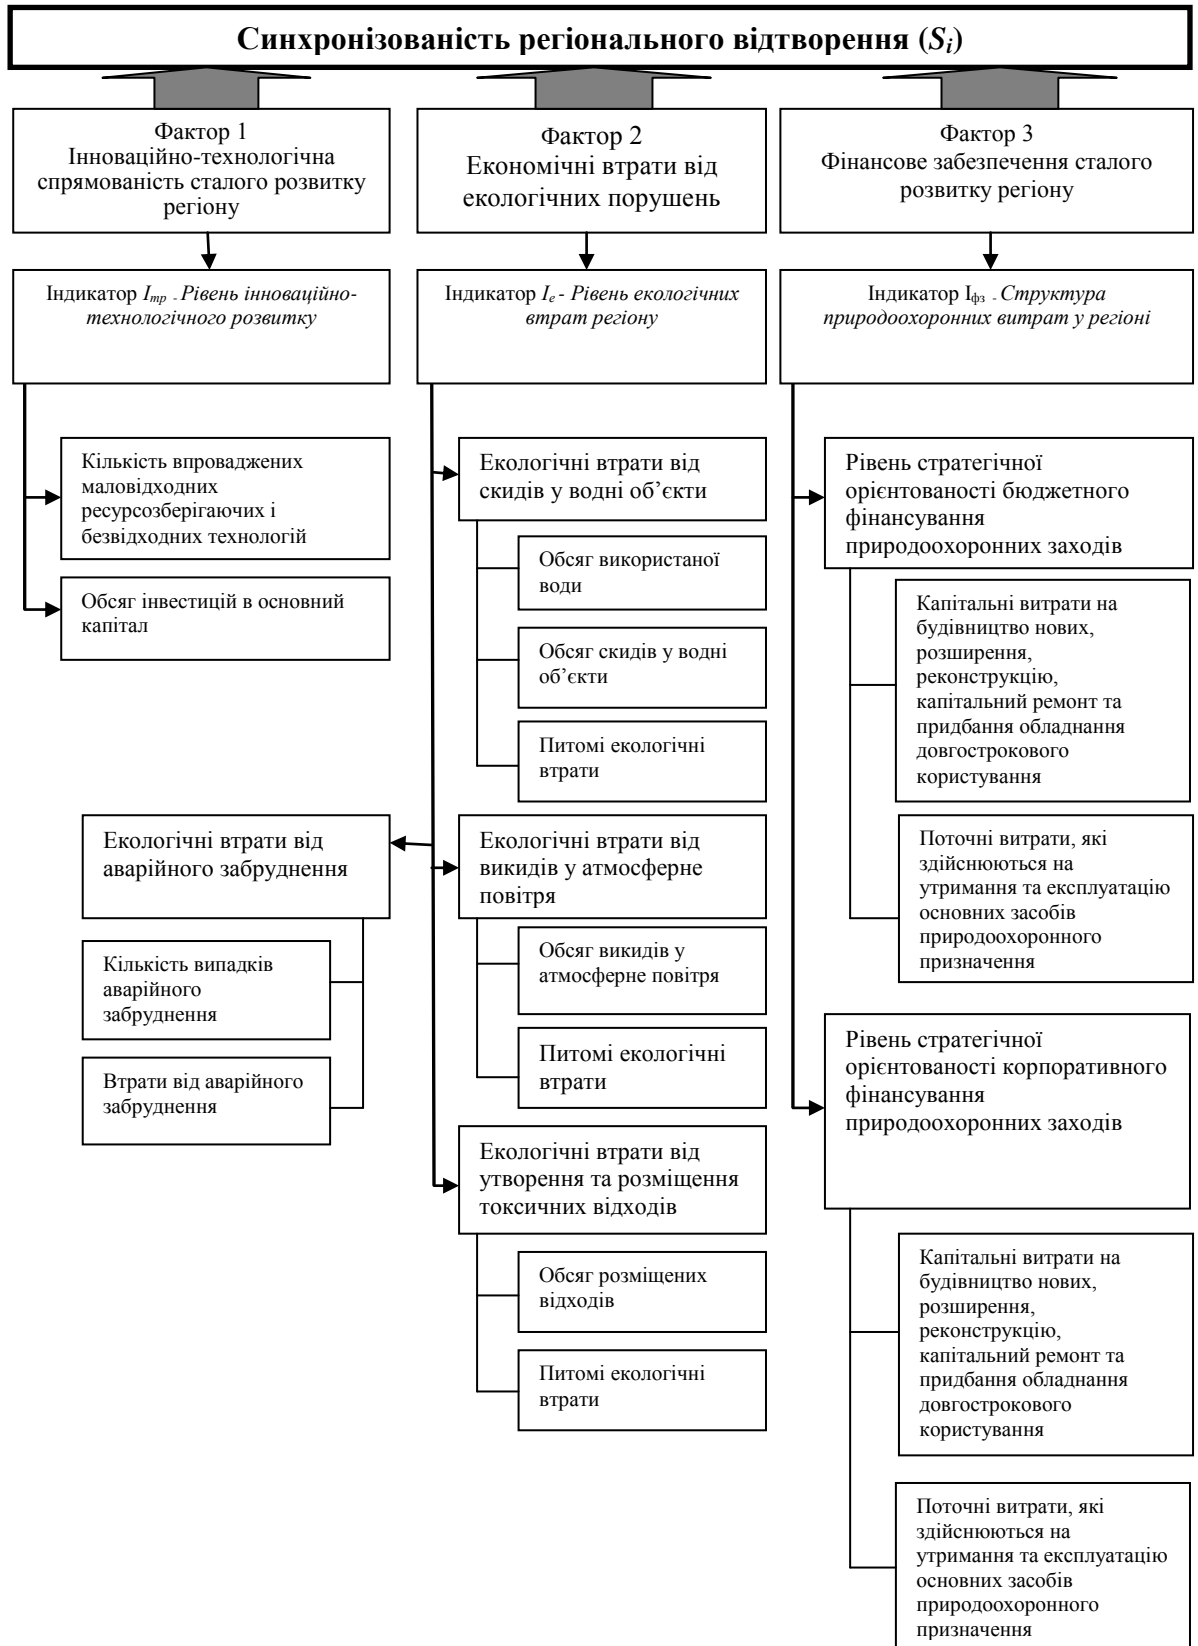 Синхронізованість регіонального відтворення (Sᵢ)
Фактор 1
Інноваційно-технологічна
спрямованість сталого розвитку
регіону
Фактор 2
Економічні втрати від
екологічних порушень
Фактор 3
Фінансове забезпечення сталого
розвитку регіону
Індикатор Iтр - Рівень інноваційно-
технологічного розвитку
Індикатор Iе - Рівень екологічних
втрат регіону
Індикатор Iфз - Структура
природоохоронних витрат у регіоні
Кількість впроваджених
маловідходних
ресурсозберігаючих і
безвідходних технологій
Обсяг інвестицій в основний
капітал
Екологічні втрати від
скидів у водні об’єкти
Обсяг використаної
води
Обсяг скидів у водні
об’єкти
Питомі екологічні
втрати
Екологічні втрати від
аварійного забруднення
Кількість випадків
аварійного
забруднення
Втрати від аварійного
забруднення
Екологічні втрати від
викидів у атмосферне
повітря
Обсяг викидів у
атмосферне повітря
Питомі екологічні
втрати
Екологічні втрати від
утворення та розміщення
токсичних відходів
Обсяг розміщених
відходів
Питомі екологічні
втрати
Рівень стратегічної
орієнтованості бюджетного
фінансування
природоохоронних заходів
Капітальні витрати на
будівництво нових,
розширення,
реконструкцію,
капітальний ремонт та
придбання обладнання
довгострокового
користування
Поточні витрати, які
здійснюються на
утримання та експлуатацію
основних засобів
природоохоронного
призначення
Рівень стратегічної
орієнтованості корпоративного
фінансування
природоохоронних заходів
Капітальні витрати на
будівництво нових,
розширення,
реконструкцію,
капітальний ремонт та
придбання обладнання
довгострокового
користування
Поточні витрати, які
здійснюються на
утримання та експлуатацію
основних засобів
природоохоронного
призначення